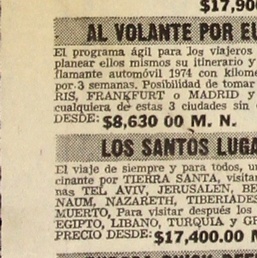 $17,900
AL VOLANTE POR EU
El programa ágil para los viajeros
planear ellos mismos su itinerario y
flamante automóvil 1974 con kilome
por 3 semanas. Posibilidad de tomar
RIS, FRANKFURT o MADRID y
cualquiera de estas 3 ciudades sin
DESDE: $8,630 00 M. N.
LOS SANTOS LUGA
El viaje de siempre y para todos, un
cinante por TIERRA SANTA, visitan
nas TEL AVIV, JERUSALEN, BE
NAUM, NAZARETH, TIBERIADES
MUERTO, Para visitar después los
EGIPTO, LIBANO, TURQUIA y GR
PRECIO DESDE: $17,400.00 M